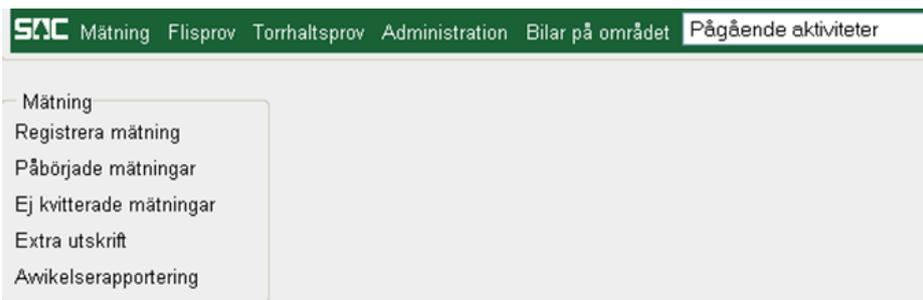 SDC Mätning Flisprov Torrhaltsprov Administration Bilar på området Pågående aktiviteter
Mätning
Registrera mätning
Påbörjade mätningar
Ej kvitterade mätningar
Extra utskrift
Avvikelserapportering